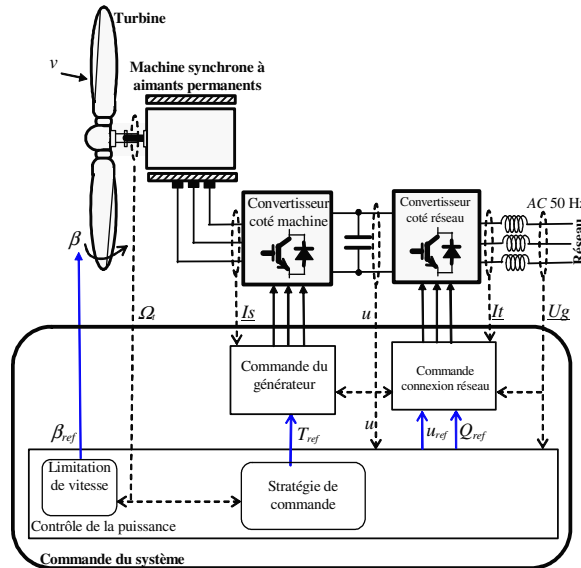 Turbine
v
Machine synchrone à
aimants permanents
Convertisseur
coté machine
Convertisseur
coté réseau
AC 50 Hz
Réseau
β
Ωt
Is
u
It
Ug
Commande du
générateur
Commande
connexion réseau
βref
Tref
u
uref
Qref
Limitation
de vitesse
Stratégie de
commande
Contrôle de la puissance
Commande du système